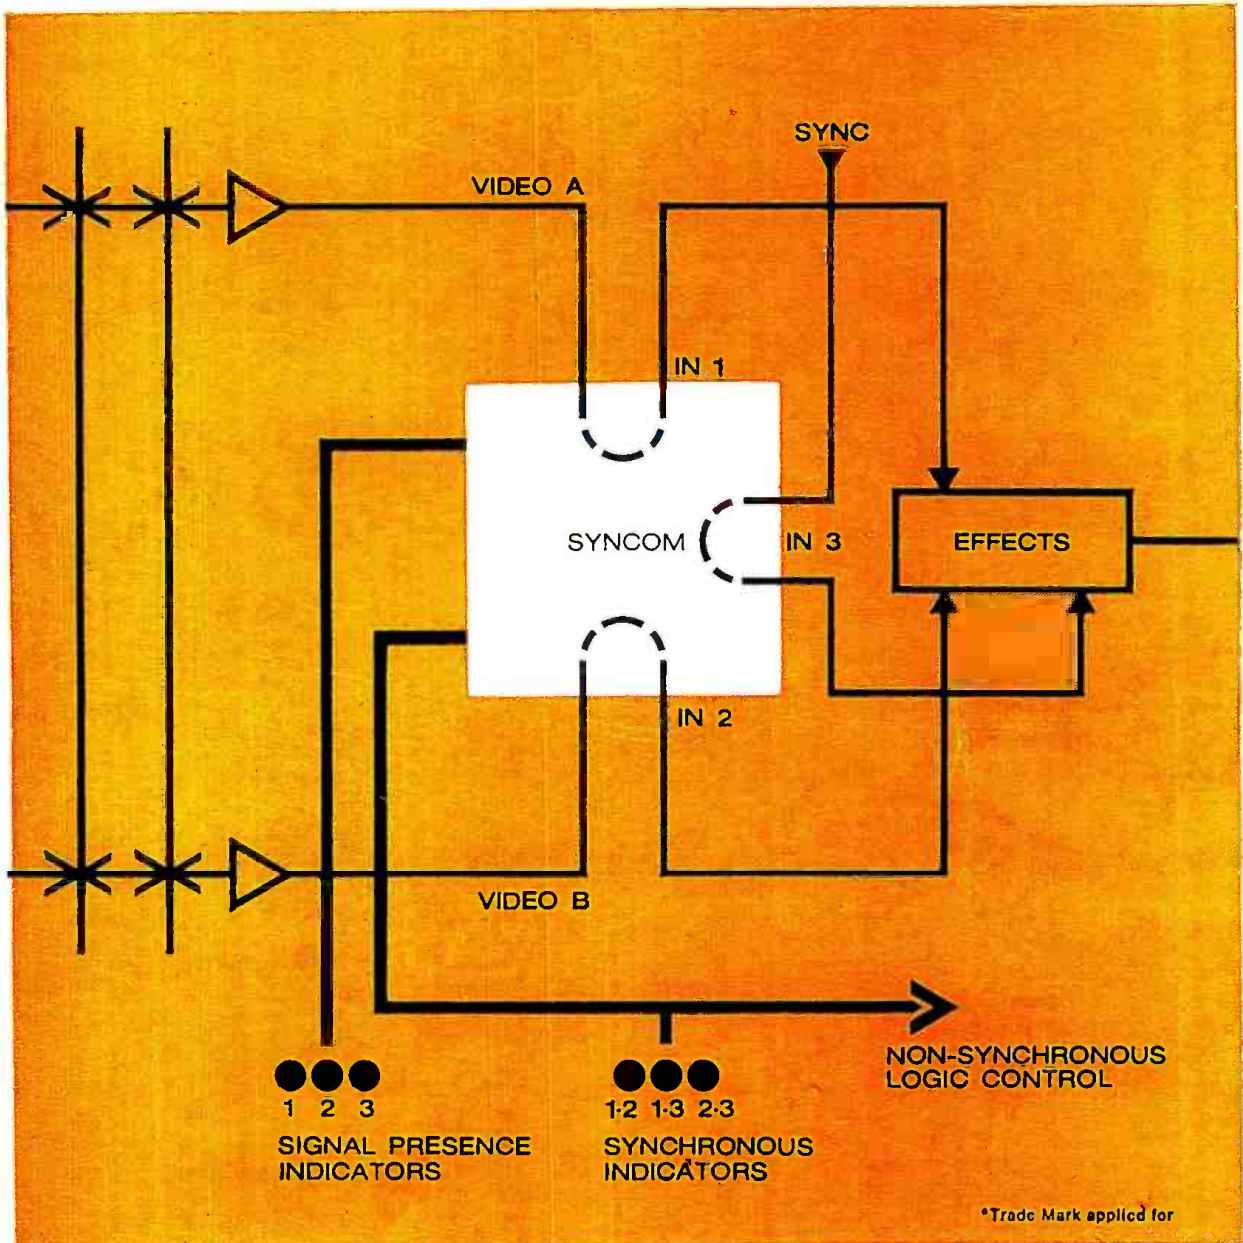 SYNC
VIDEO A
IN 1
SYNCOM
IN 3
EFFECTS
IN 2
VIDEO B
NON-SYNCHRONOUS
LOGIC CONTROL
1 2 3
1·2 1·3 2·3
SIGNAL PRESENCE
INDICATORS
SYNCHRONOUS
INDICATORS
*Trade Mark applied for